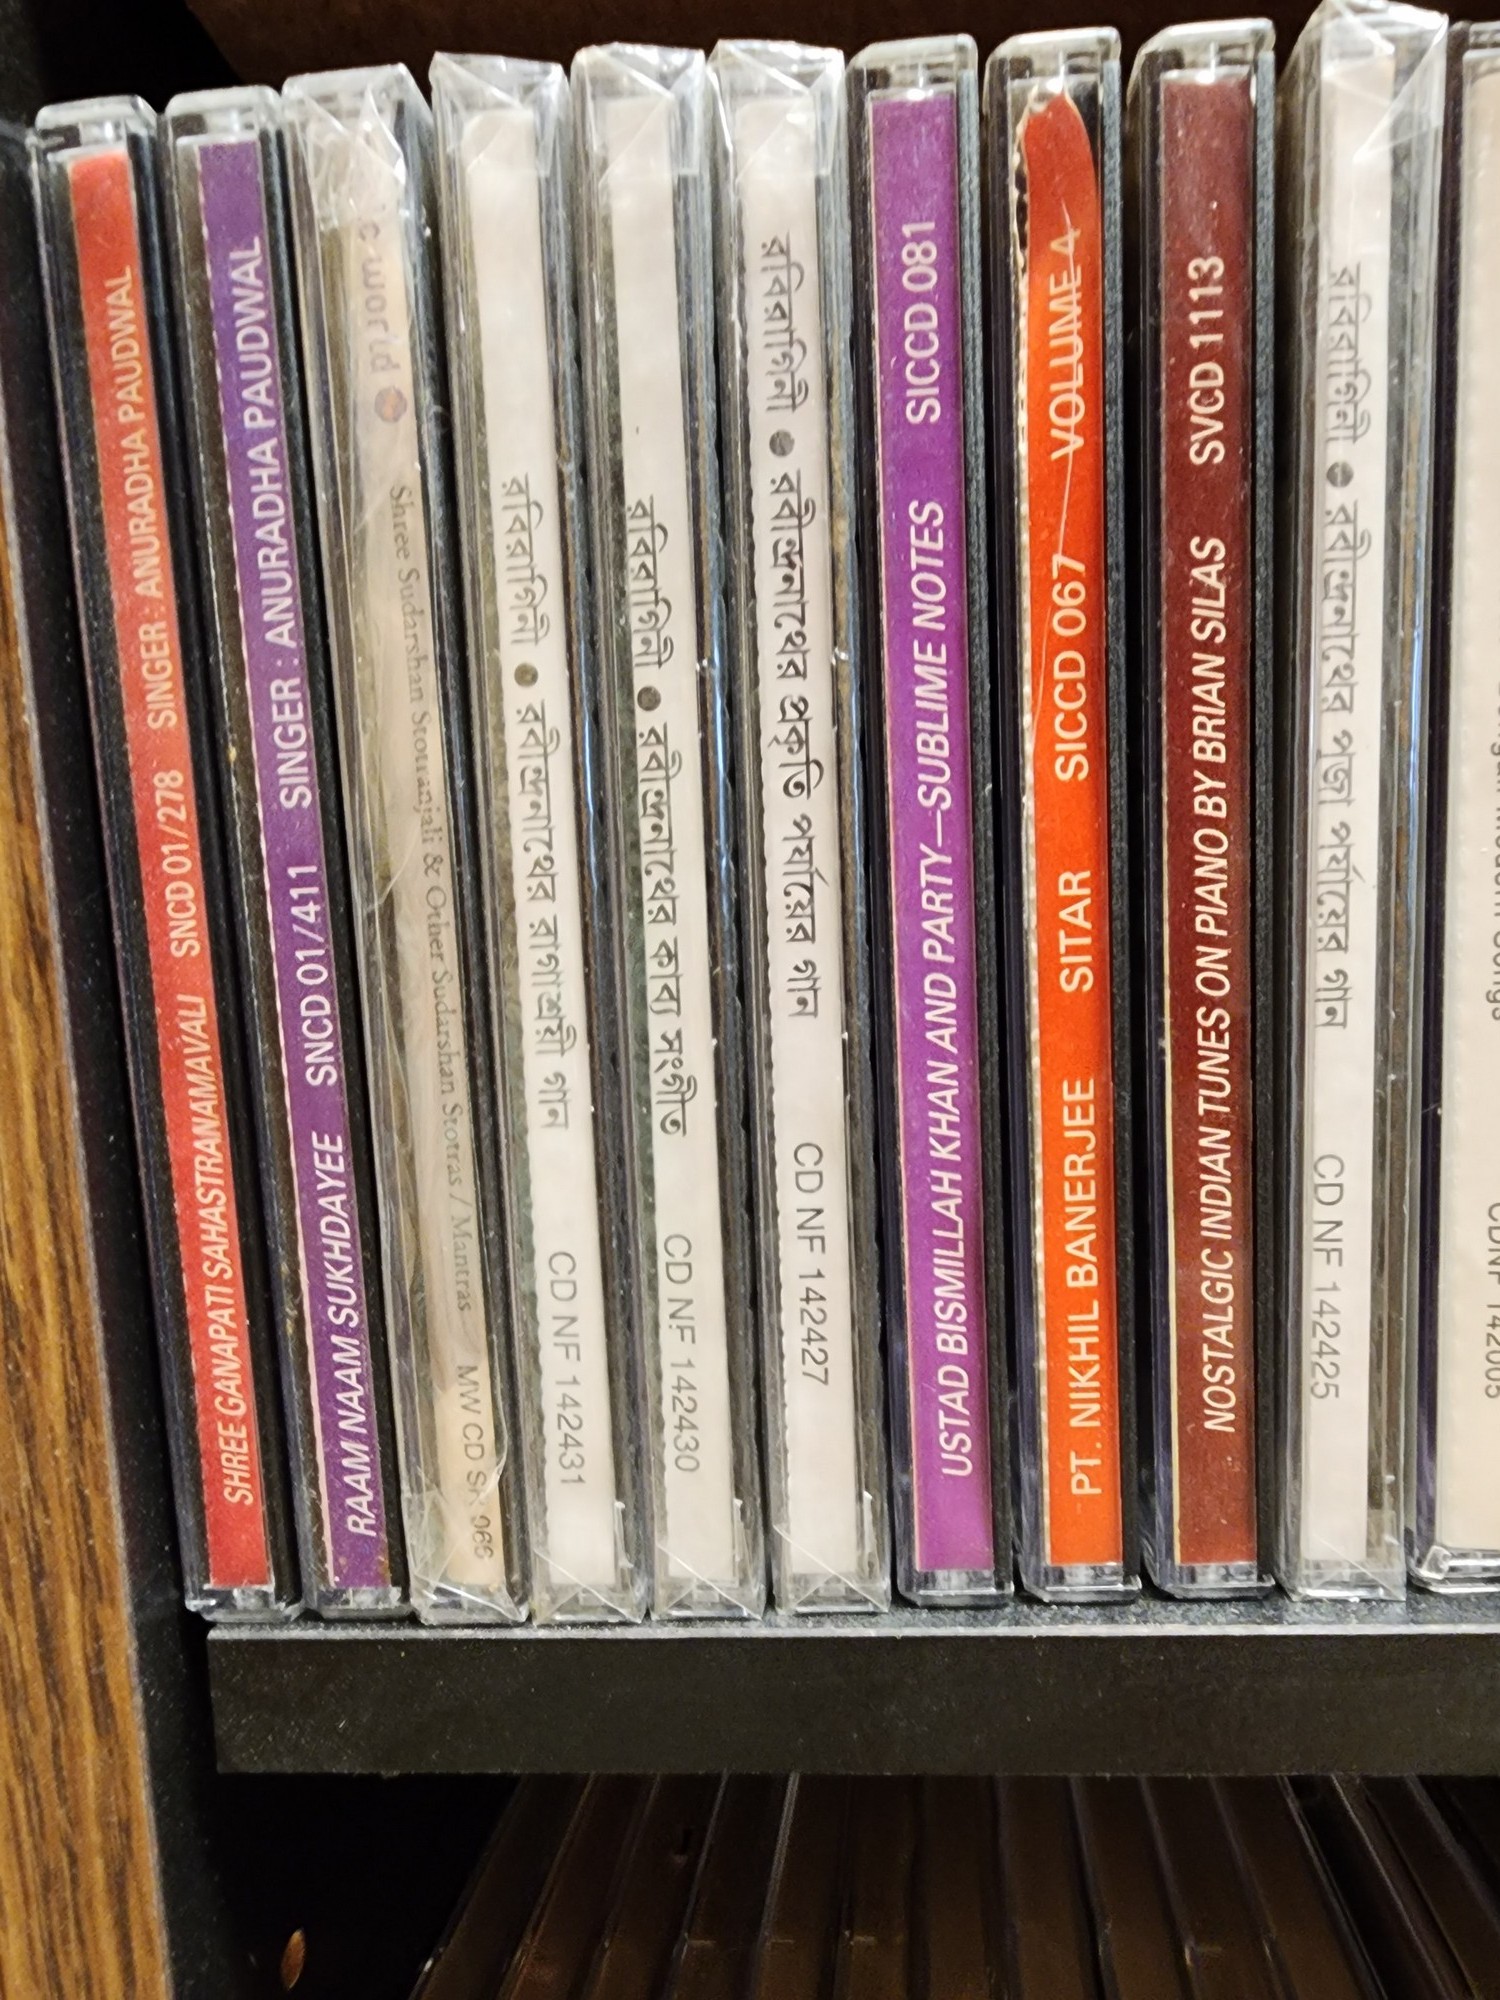 SHREE GANAPATI SAHASTRANAMAVALI SNCD 01/278 SINGER : ANURADHA PAUDWAL
RAAM NAAM SUKHDAYEE SNCD 01/411 SINGER : ANURADHA PAUDWAL
world Shree Sudarshan Stotranjali & Other Sudarshan Stotras / Mantras MW CD SR 066
রবিরাগিনী ● রবীন্দ্রনাথের রাগাশ্রয়ী গান CD NF 142431
রবিরাগিনী ● রবীন্দ্রনাথের কাব্য সংগীত CD NF 142430
রবিরাগিনী ● রবীন্দ্রনাথের প্রকৃতি পর্যায়ের গান CD NF 142427
USTAD BISMILLAH KHAN AND PARTY—SUBLIME NOTES SICCD 081
PT. NIKHIL BANERJEE SITAR SICCD 067 VOLUME 4
NOSTALGIC INDIAN TUNES ON PIANO BY BRIAN SILAS SVCD 1113
রবিরাগিনী ● রবীন্দ্রনাথের পূজা পর্যায়ের গান CD NF 142425
CDNF 142005